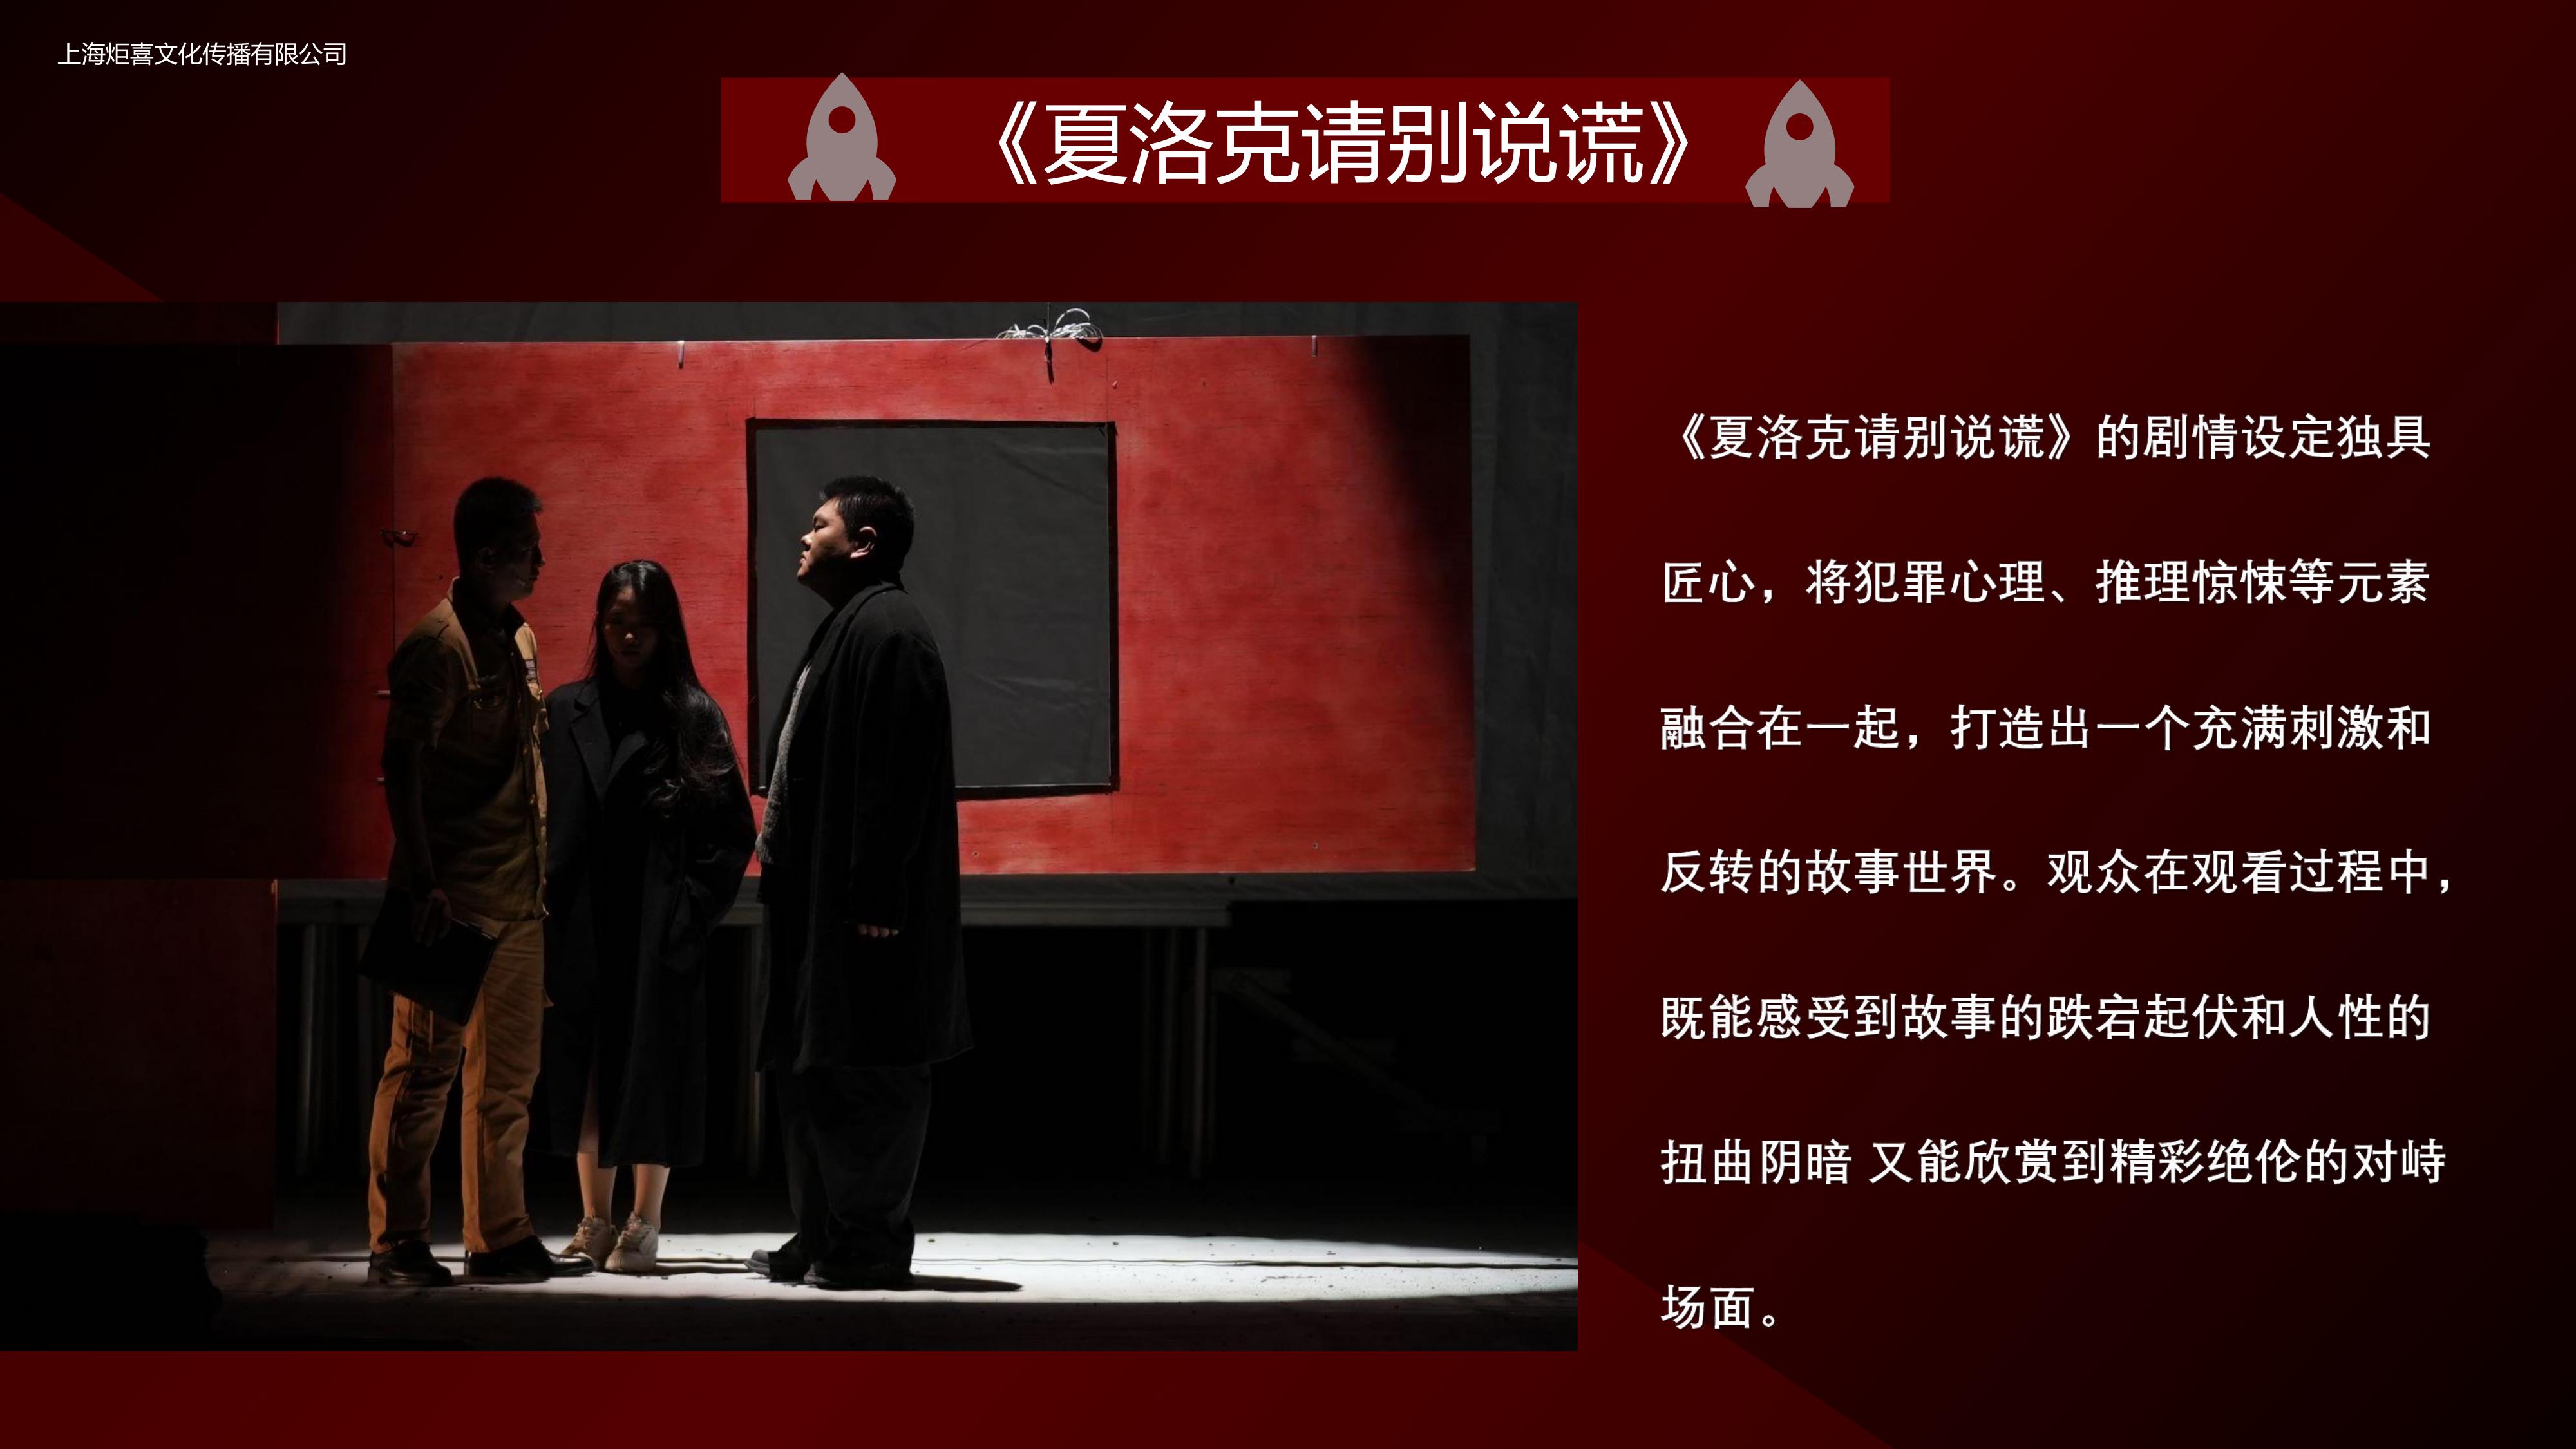 上海炬喜文化传播有限公司
《夏洛克请别说谎》
《夏洛克请别说谎》的剧情设定独具
匠心，将犯罪心理、推理惊悚等元素
融合在一起，打造出一个充满刺激和
反转的故事世界。观众在观看过程中，
既能感受到故事的跌宕起伏和人性的
扭曲阴暗 又能欣赏到精彩绝伦的对峙
场面。